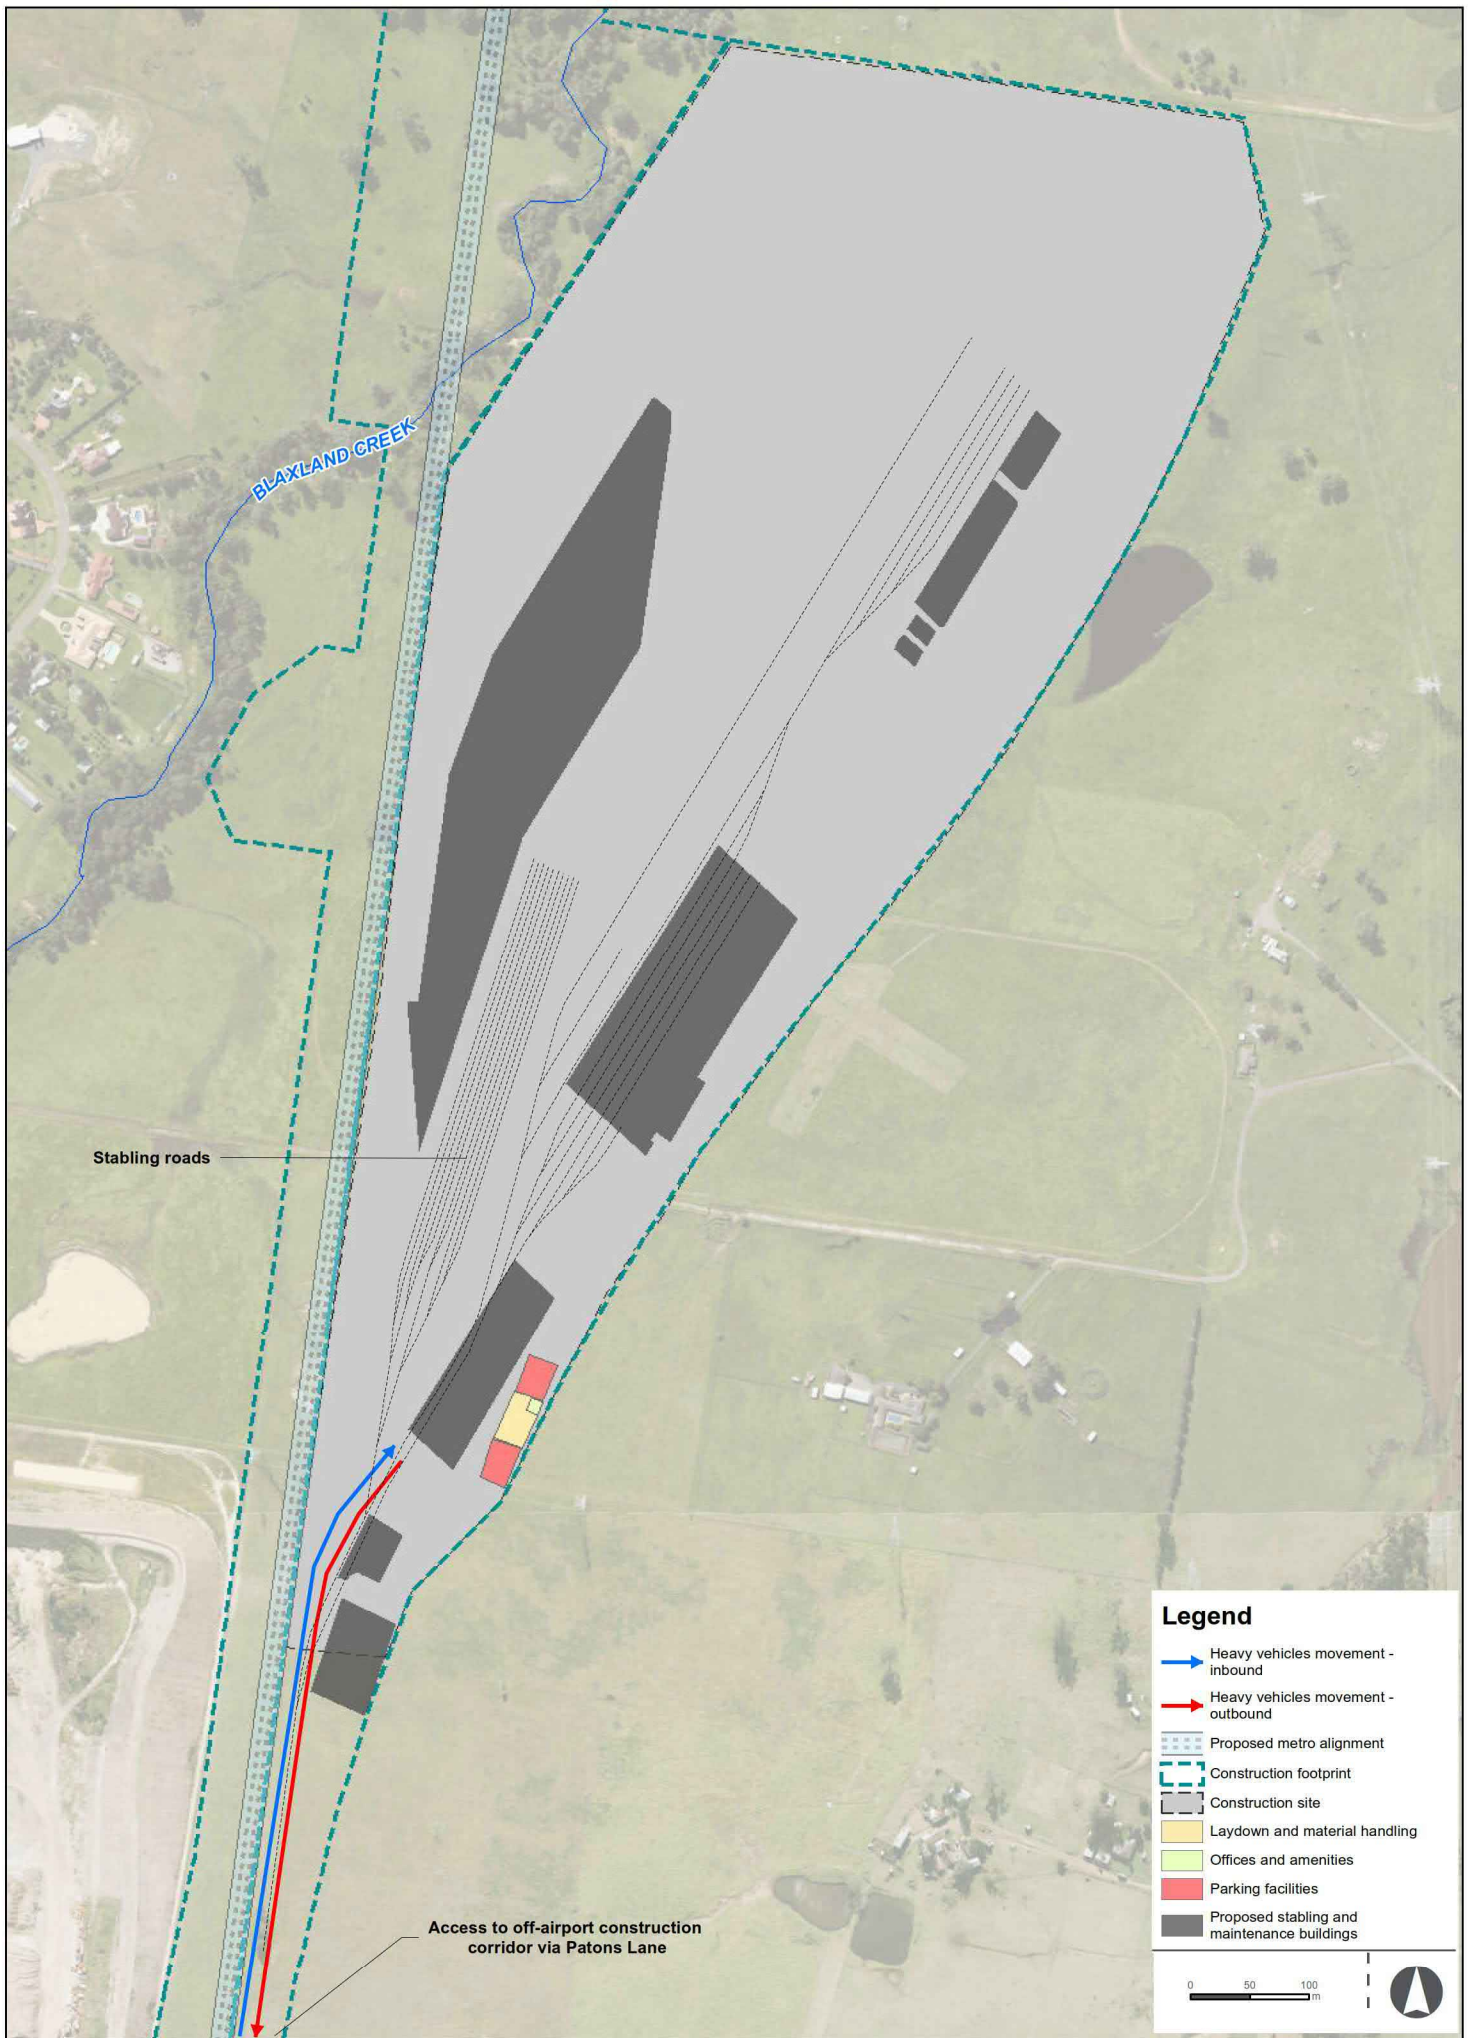 BLAXLAND CREEK
Stabling roads
Access to off-airport construction
corridor via Patons Lane
Legend
Heavy vehicles movement -
inbound
Heavy vehicles movement -
outbound
Proposed metro alignment
Construction footprint
Construction site
Laydown and material handling
Offices and amenities
Parking facilities
Proposed stabling and
maintenance buildings
0 50 100
m